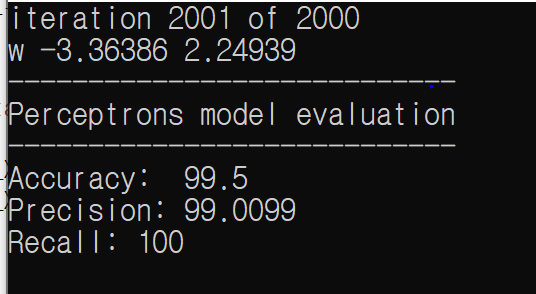 iteration 2001 of 2000
w -3.36386 2.24939
----------------------------
Perceptrons model evaluation
----------------------------
Accuracy:  99.5
Precision: 99.0099
Recall: 100